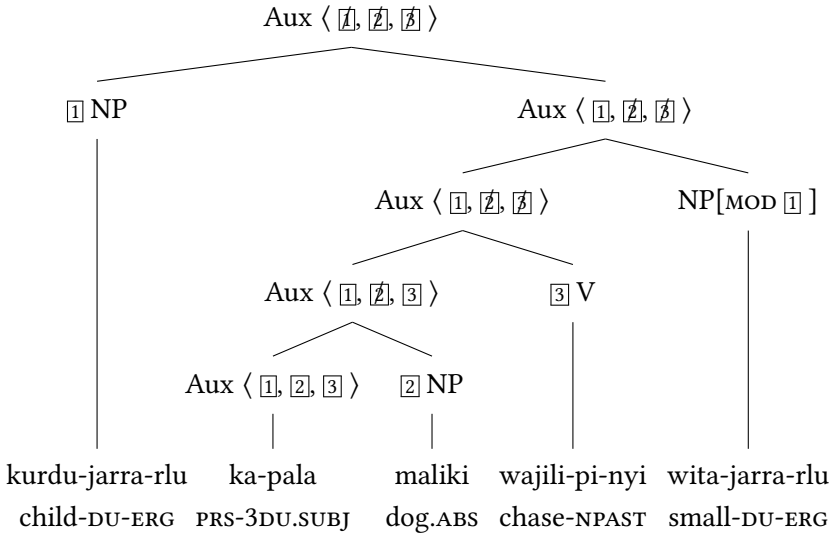 Aux ⟨ 1̸, 2̸, 3̸ ⟩
1 NP Aux ⟨ 1, 2̸, 3̸ ⟩
Aux ⟨ 1, 2̸, 3̸ ⟩ NP[MOD 1 ]
Aux ⟨ 1, 2̸, 3 ⟩ 3 V
Aux ⟨ 1, 2, 3 ⟩ 2 NP
kurdu-jarra-rlu ka-pala maliki wajili-pi-nyi wita-jarra-rlu
child-DU-ERG PRS-3DU.SUBJ dog.ABS chase-NPAST small-DU-ERG